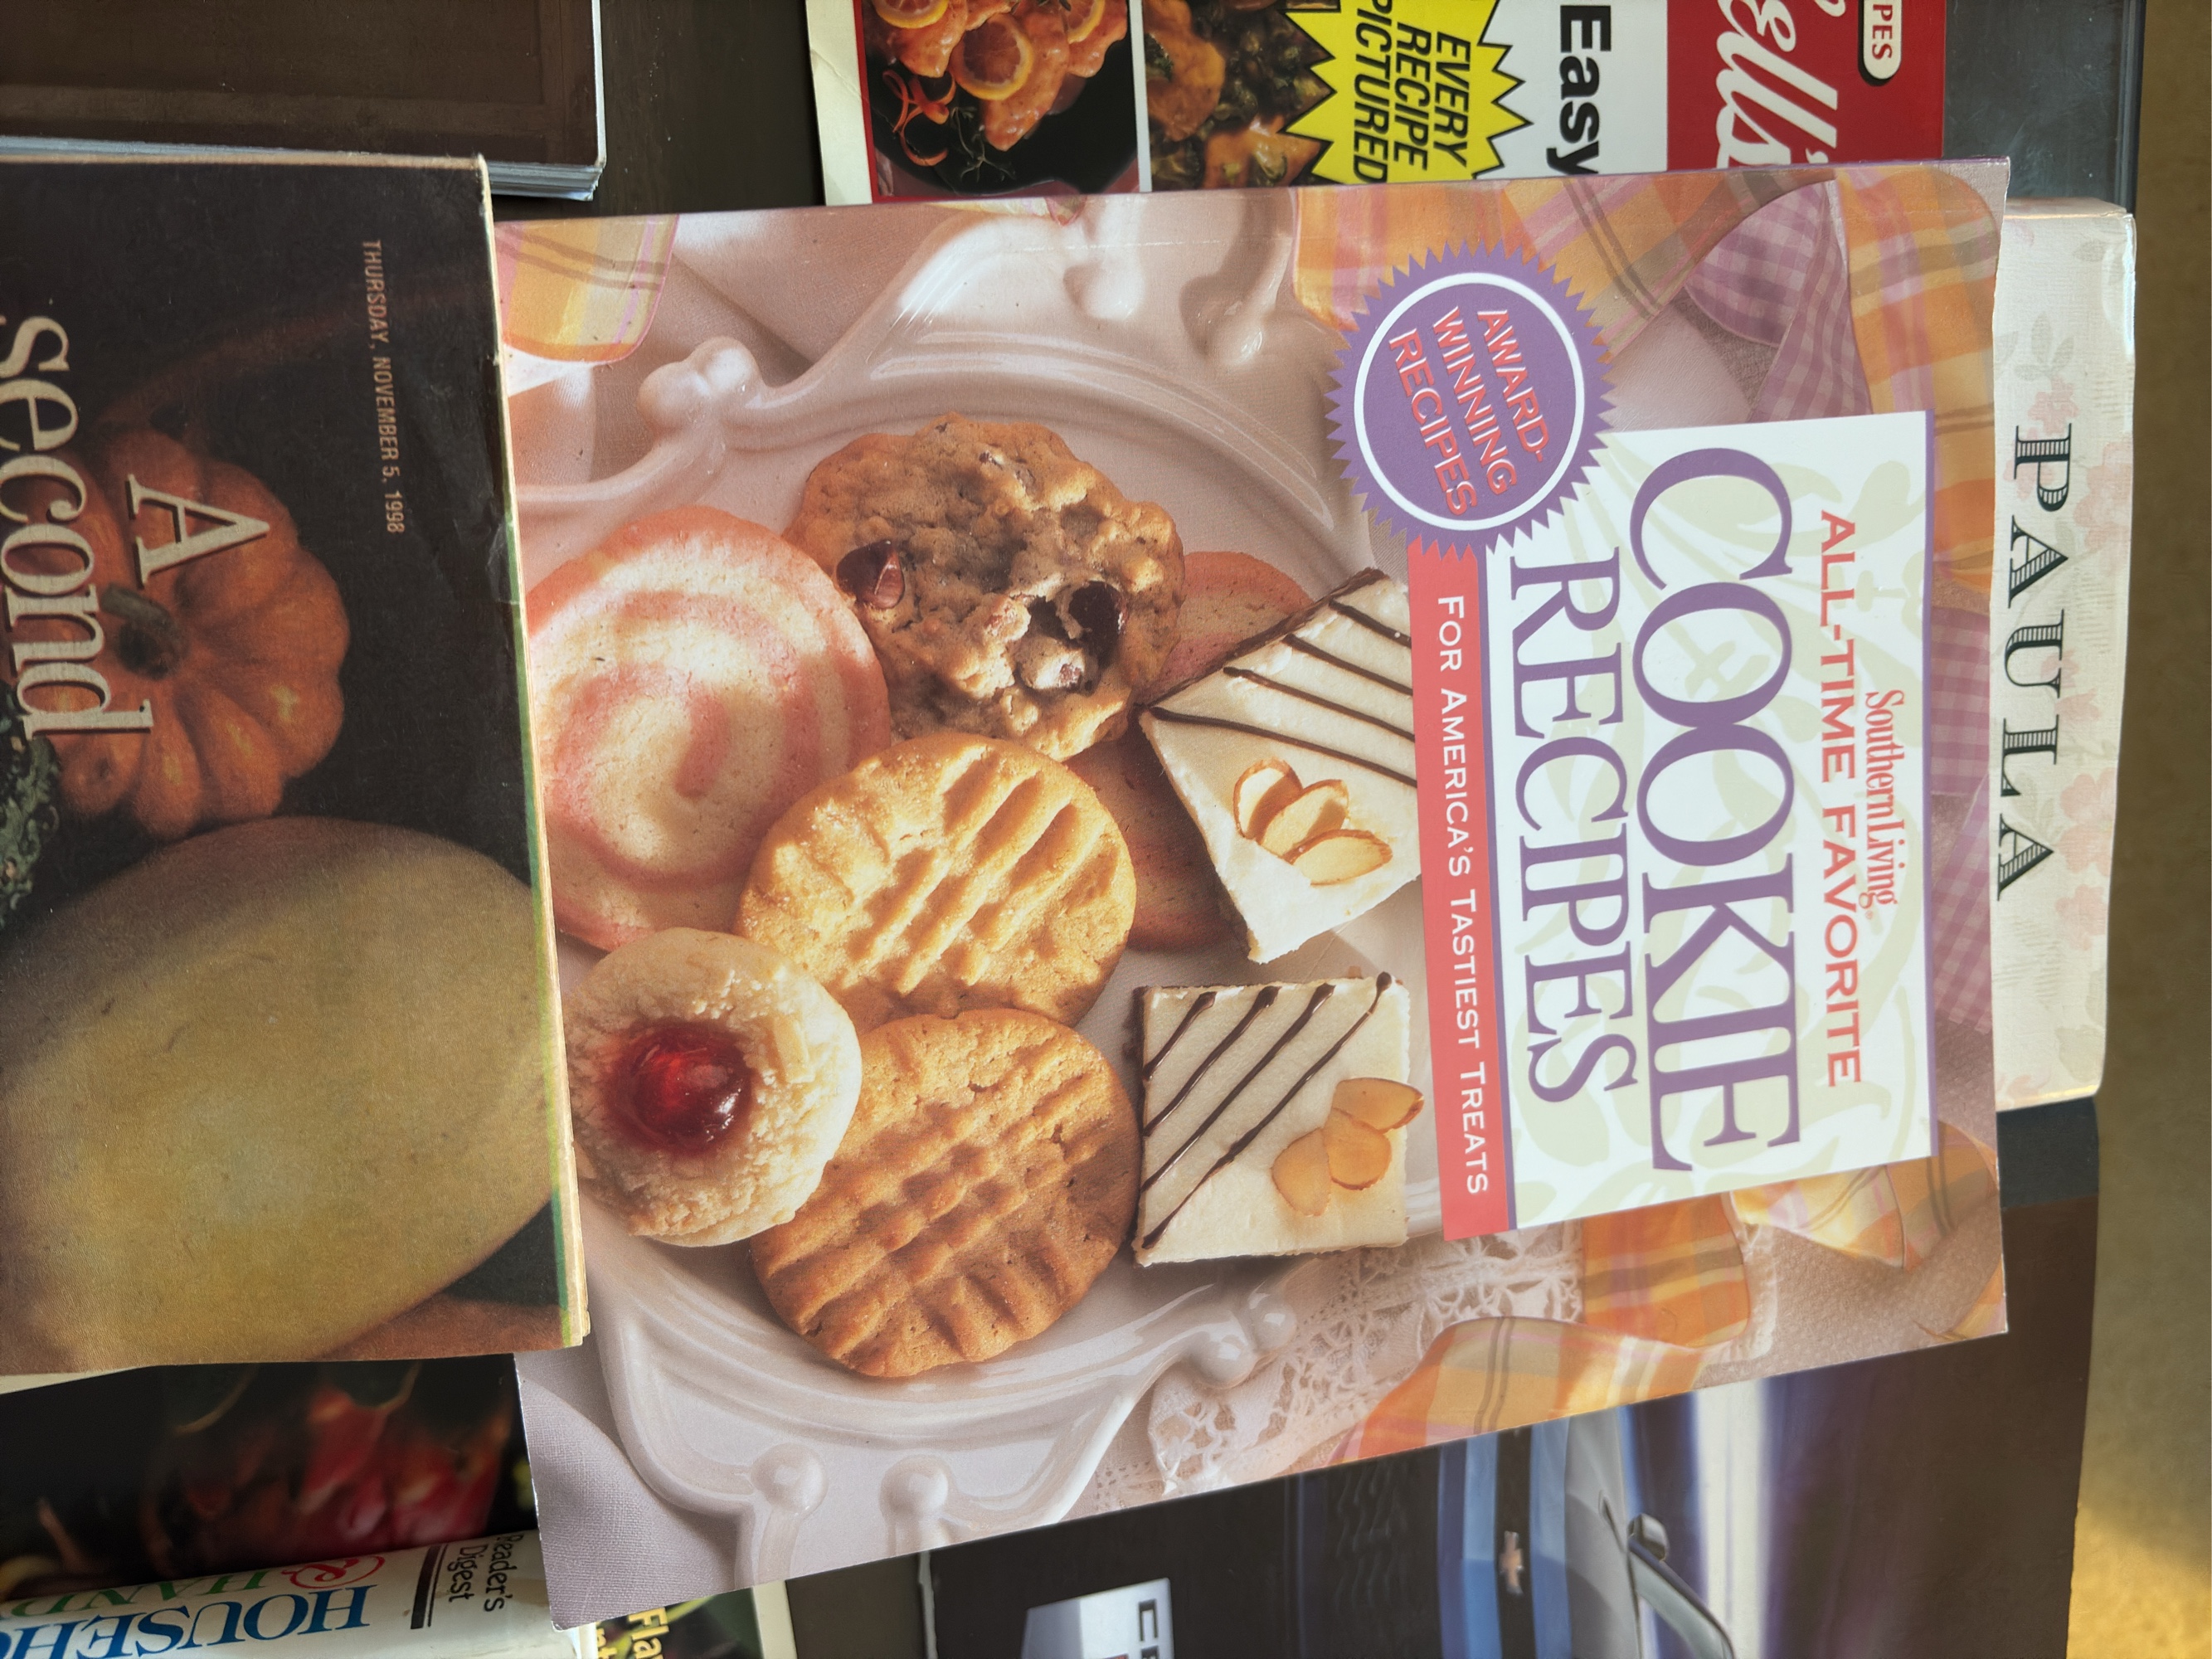 Southern Living
ALL-TIME FAVORITE
COOKIE
RECIPES
FOR AMERICA'S TASTIEST TREATS
AWARD-
WINNING
RECIPES
PAULA
Easy
EVERY
RECIPE
PICTURED
THURSDAY, NOVEMBER 5, 1998
A
second
Reader's
Digest